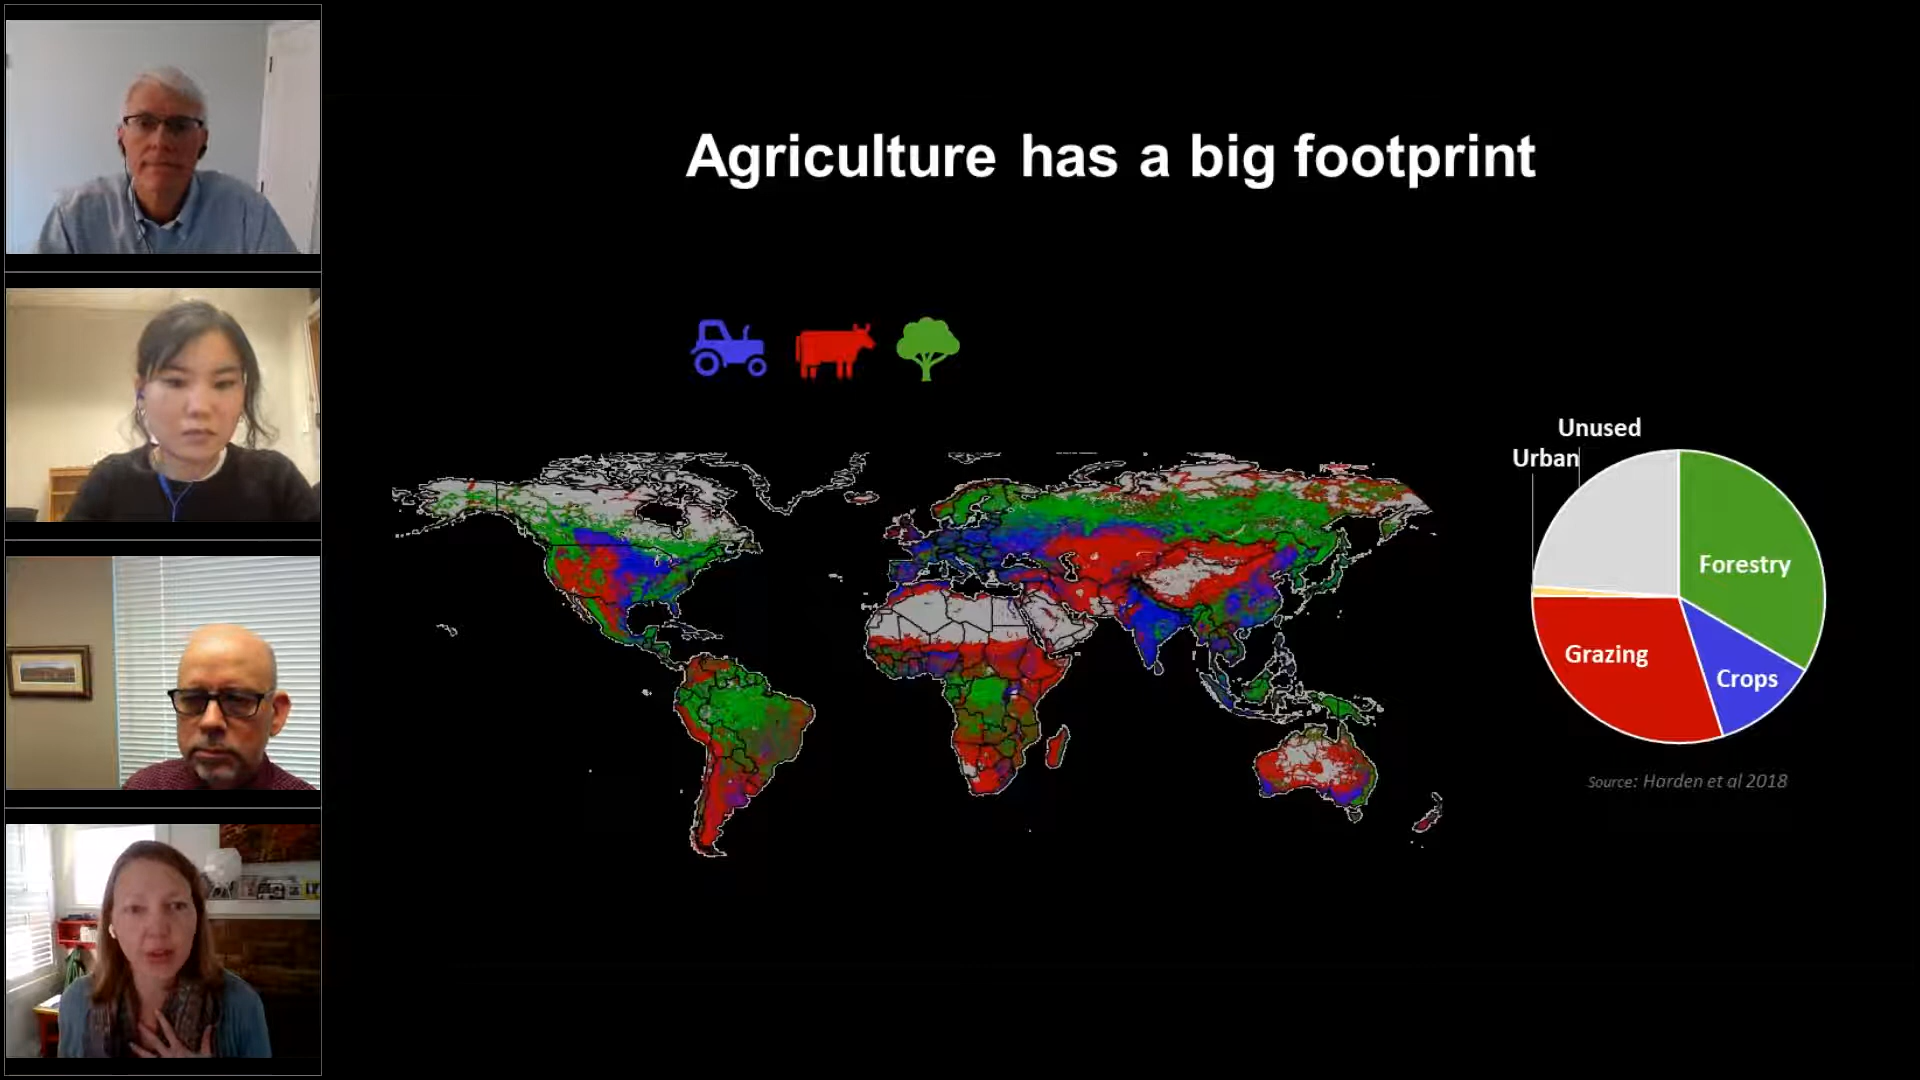 Agriculture has a big footprint
Unused
Urban
Forestry
Grazing
Crops
Source: Harden et al 2018